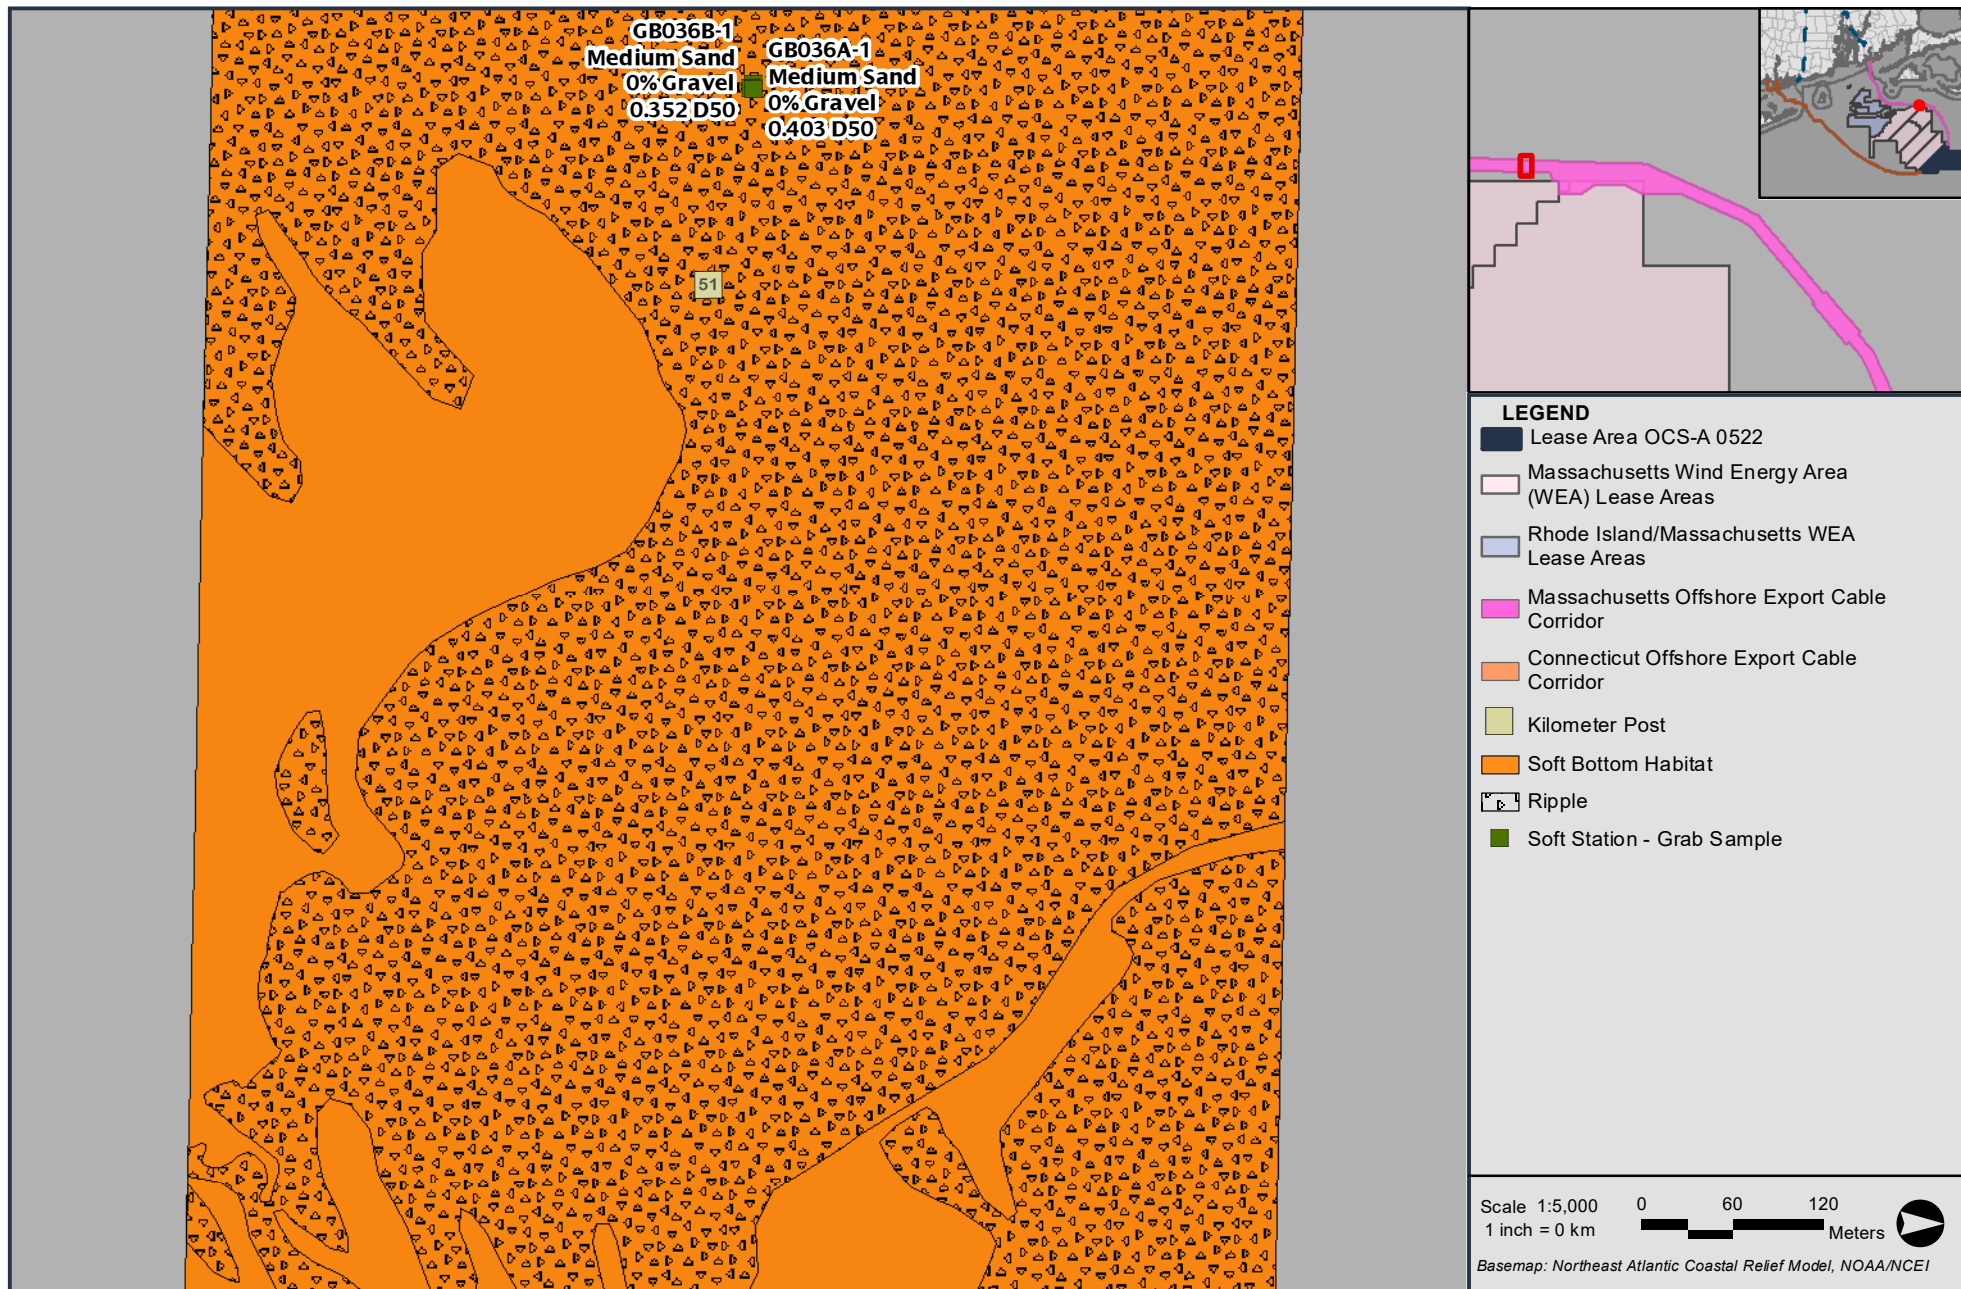 GB036B-1
Medium Sand
0% Gravel
0.352 D50
GB036A-1
Medium Sand
0% Gravel
0.403 D50
51
LEGEND
Lease Area OCS-A 0522
Massachusetts Wind Energy Area
(WEA) Lease Areas
Rhode Island/Massachusetts WEA
Lease Areas
Massachusetts Offshore Export Cable
Corridor
Connecticut Offshore Export Cable
Corridor
Kilometer Post
Soft Bottom Habitat
Ripple
Soft Station - Grab Sample
Scale 1:5,000
1 inch = 0 km
0 60 120
Meters
Basemap: Northeast Atlantic Coastal Relief Model, NOAA/NCEI